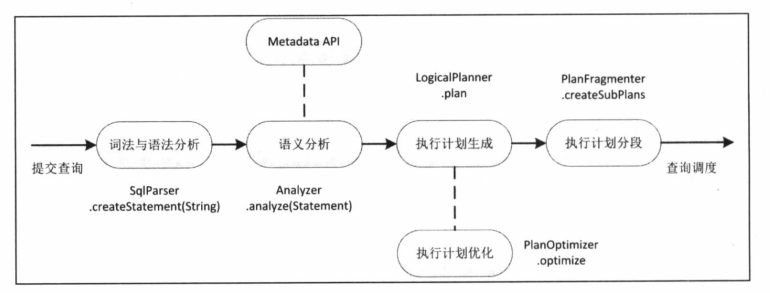 Metadata API
LogicalPlanner
.plan
PlanFragmenter
.createSubPlans
提交查询
词法与语法分析
语义分析
执行计划生成
执行计划分段
查询调度
SqlParser
.createStatement(String)
Analyzer
.analyze(Statement)
执行计划优化
PlanOptimizer
.optimize